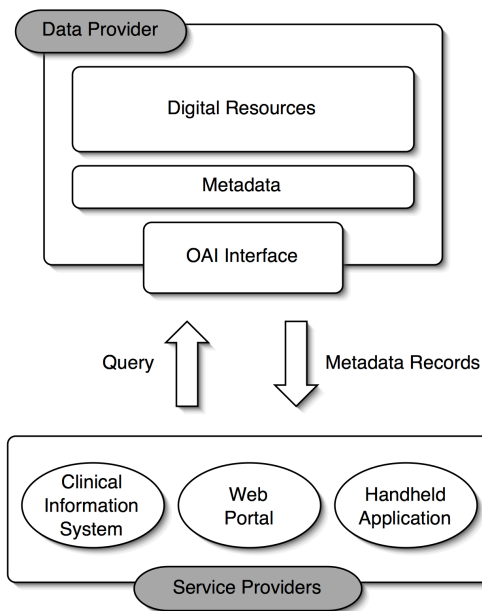 Data Provider
Digital Resources
Metadata
OAI Interface
Query
Metadata Records
Clinical
Information
System
Web
Portal
Handheld
Application
Service Providers